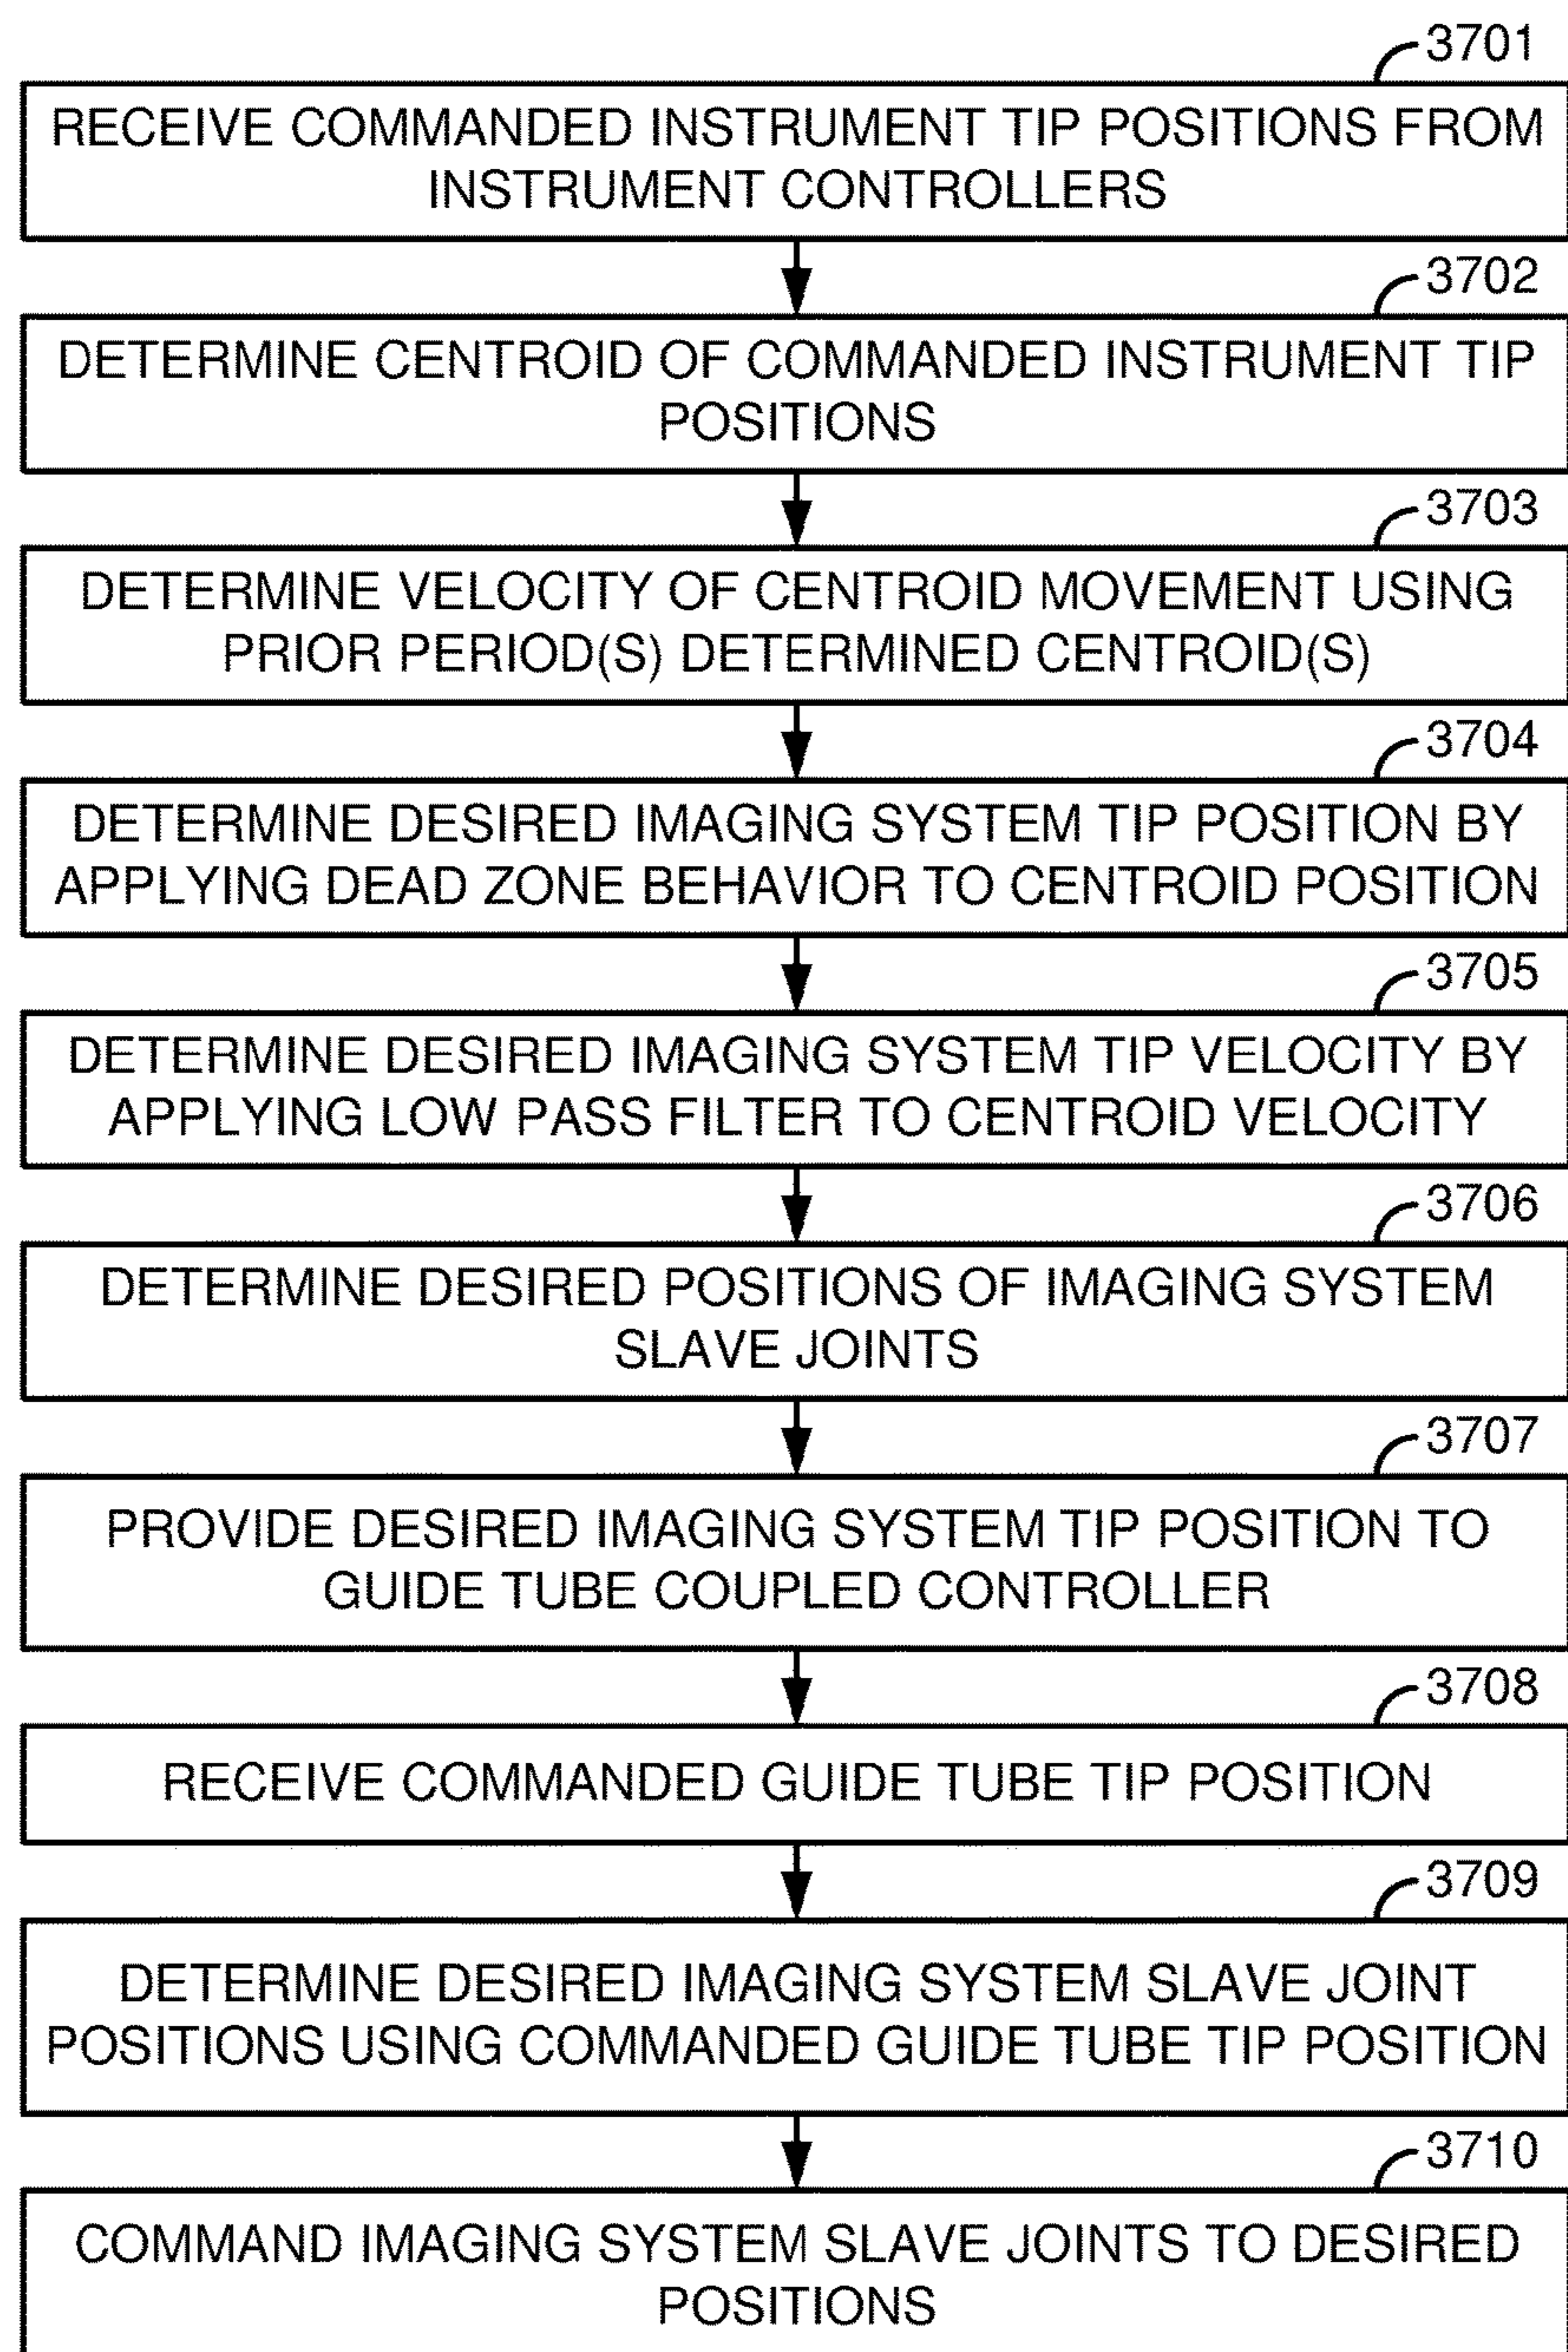 3701
RECEIVE COMMANDED INSTRUMENT TIP POSITIONS FROM
INSTRUMENT CONTROLLERS
3702
DETERMINE CENTROID OF COMMANDED INSTRUMENT TIP
POSITIONS
3703
DETERMINE VELOCITY OF CENTROID MOVEMENT USING
PRIOR PERIOD(S) DETERMINED CENTROID(S)
3704
DETERMINE DESIRED IMAGING SYSTEM TIP POSITION BY
APPLYING DEAD ZONE BEHAVIOR TO CENTROID POSITION
3705
DETERMINE DESIRED IMAGING SYSTEM TIP VELOCITY BY
APPLYING LOW PASS FILTER TO CENTROID VELOCITY
3706
DETERMINE DESIRED POSITIONS OF IMAGING SYSTEM
SLAVE JOINTS
3707
PROVIDE DESIRED IMAGING SYSTEM TIP POSITION TO
GUIDE TUBE COUPLED CONTROLLER
3708
RECEIVE COMMANDED GUIDE TUBE TIP POSITION
3709
DETERMINE DESIRED IMAGING SYSTEM SLAVE JOINT
POSITIONS USING COMMANDED GUIDE TUBE TIP POSITION
3710
COMMAND IMAGING SYSTEM SLAVE JOINTS TO DESIRED
POSITIONS